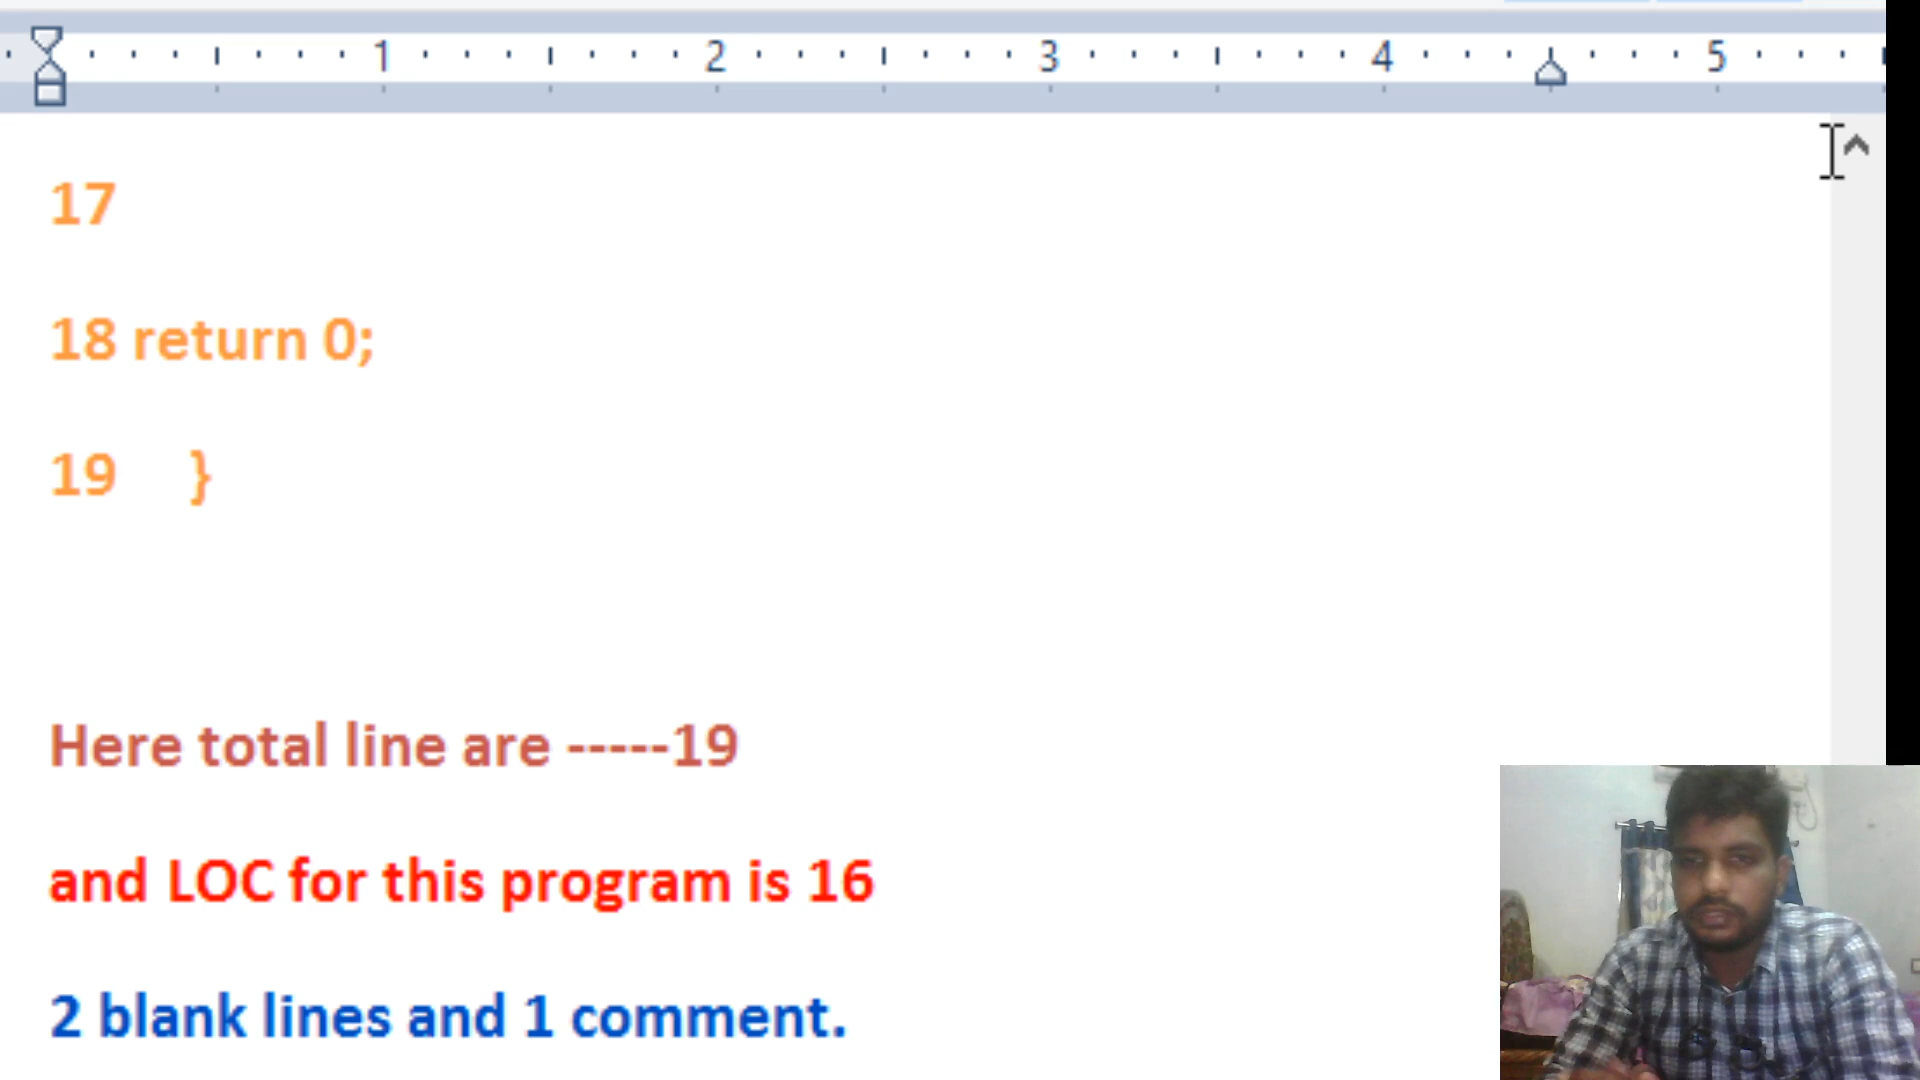 1 2 3 4 5
17
18 return 0;
19 }
Here total line are -----19
and LOC for this program is 16
2 blank lines and 1 comment.